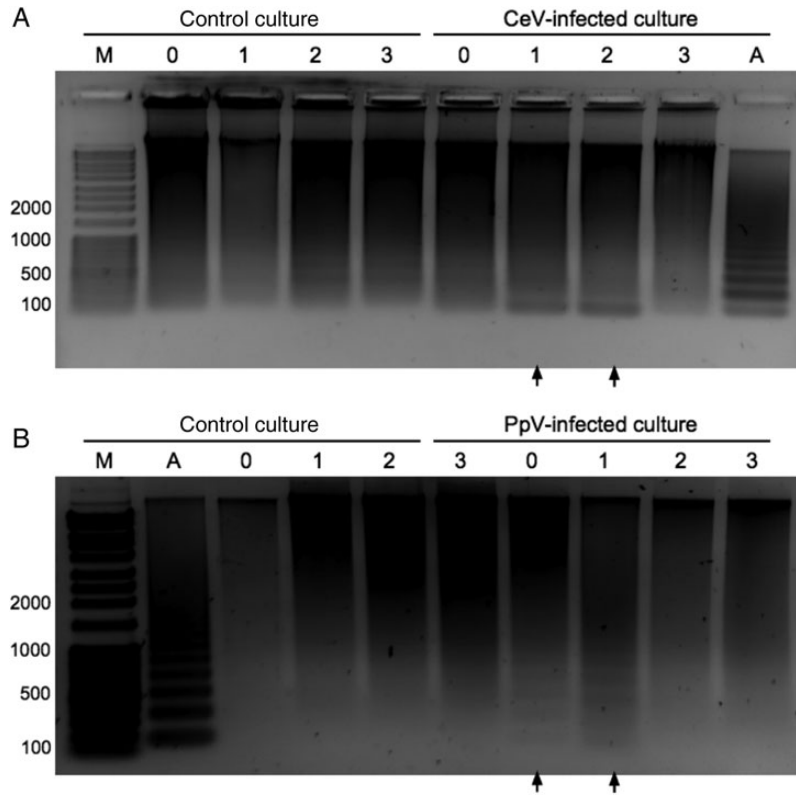 A
Control culture CeV-infected culture
M 0 1 2 3 0 1 2 3 A
2000
1000
500
100
B
Control culture PpV-infected culture
M A 0 1 2 3 0 1 2 3
2000
1000
500
100